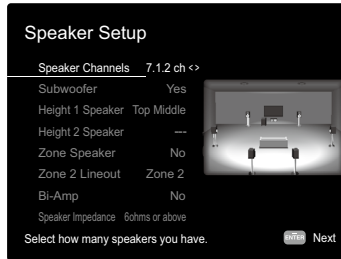 Speaker Setup
Speaker Channels 7.1.2 ch <>
Subwoofer Yes
Height 1 Speaker Top Middle
Height 2 Speaker ---
Zone Speaker No
Zone 2 Lineout Zone 2
Bi-Amp No
Speaker Impedance 6ohms or above
Select how many speakers you have. ENTER Next